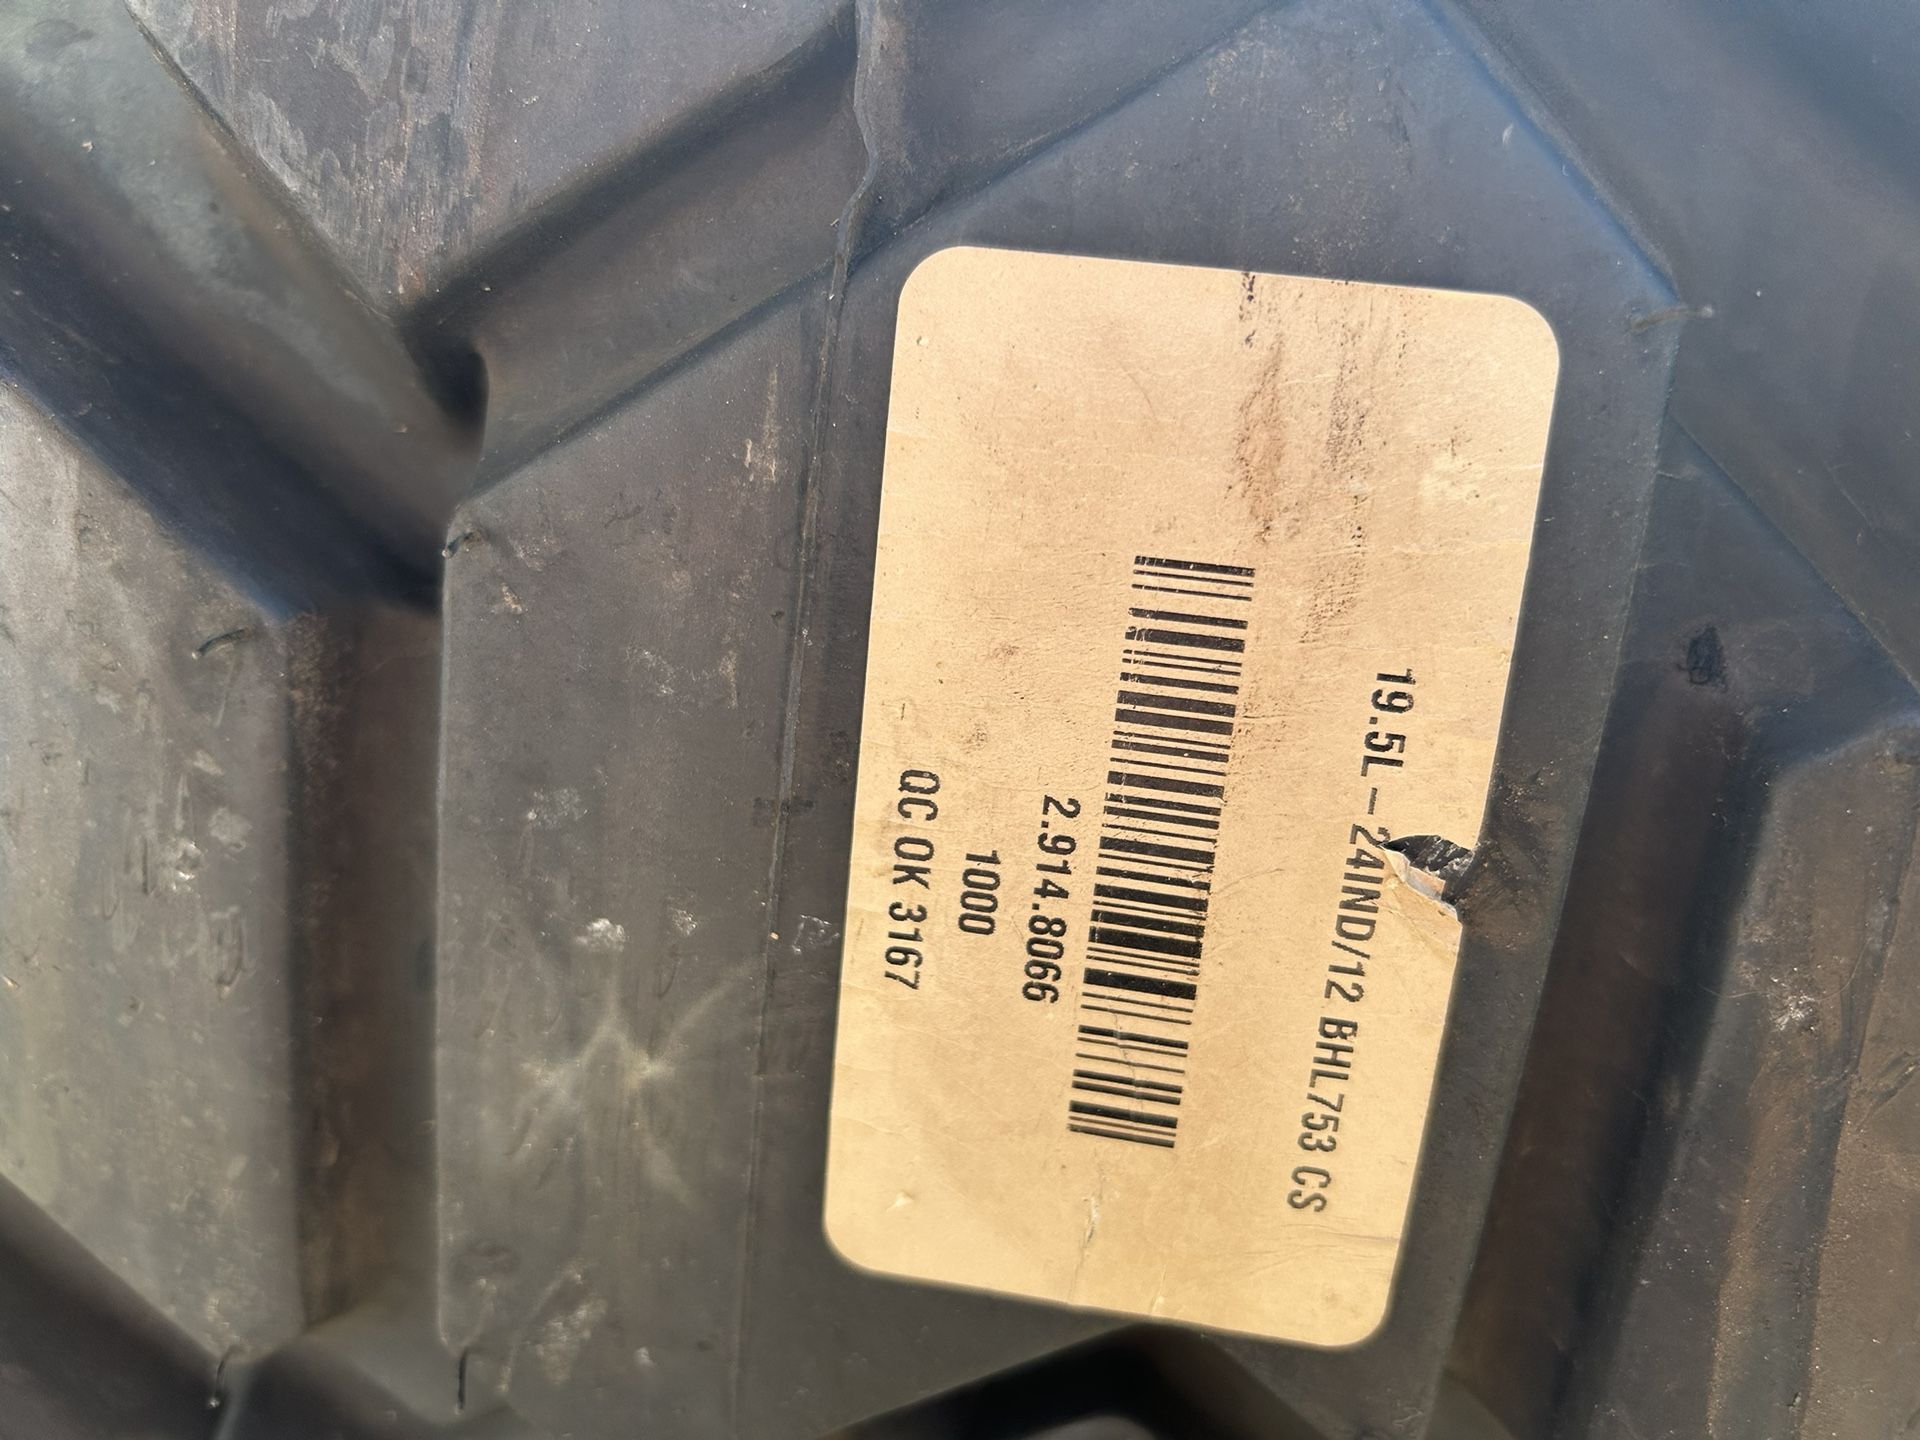 19.5L-24IND/12 BHL753 CS
2.914.8066
1000
QC OK 3167